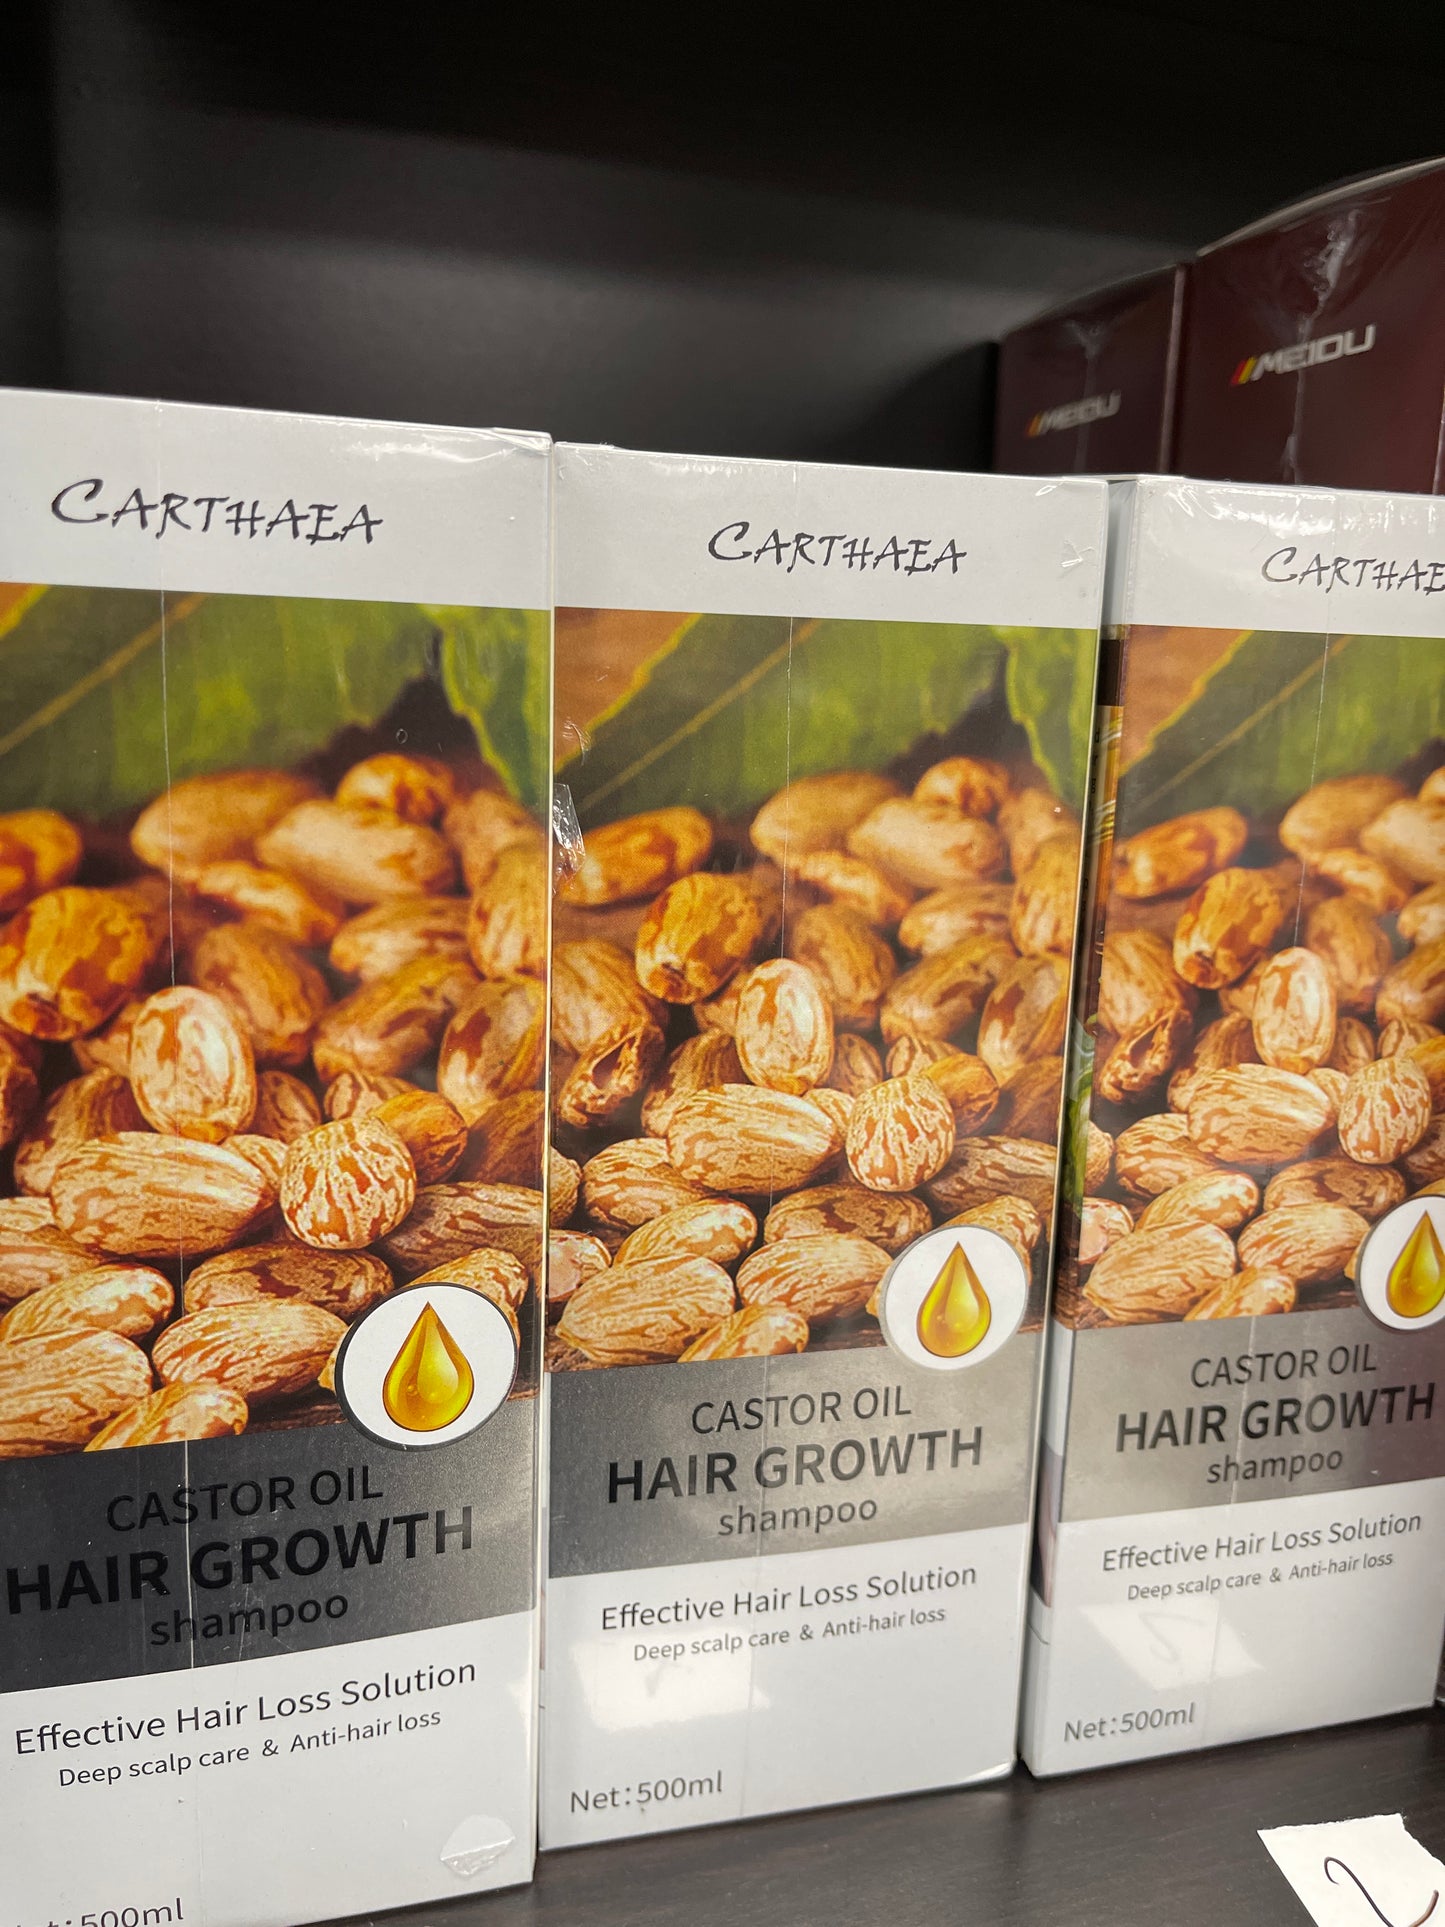 MEIDU
MEIDU
CARTHAEA
CASTOR OIL
HAIR GROWTH
shampoo
Effective Hair Loss Solution
Deep scalp care & Anti-hair loss
500ml
CARTHAEA
CASTOR OIL
HAIR GROWTH
shampoo
Effective Hair Loss Solution
Deep scalp care & Anti-hair loss
Net:500ml
CARTHAE
CASTOR OIL
HAIR GROWTH
shampoo
Effective Hair Loss Solution
Deep scalp care & Anti-hair loss
Net:500ml